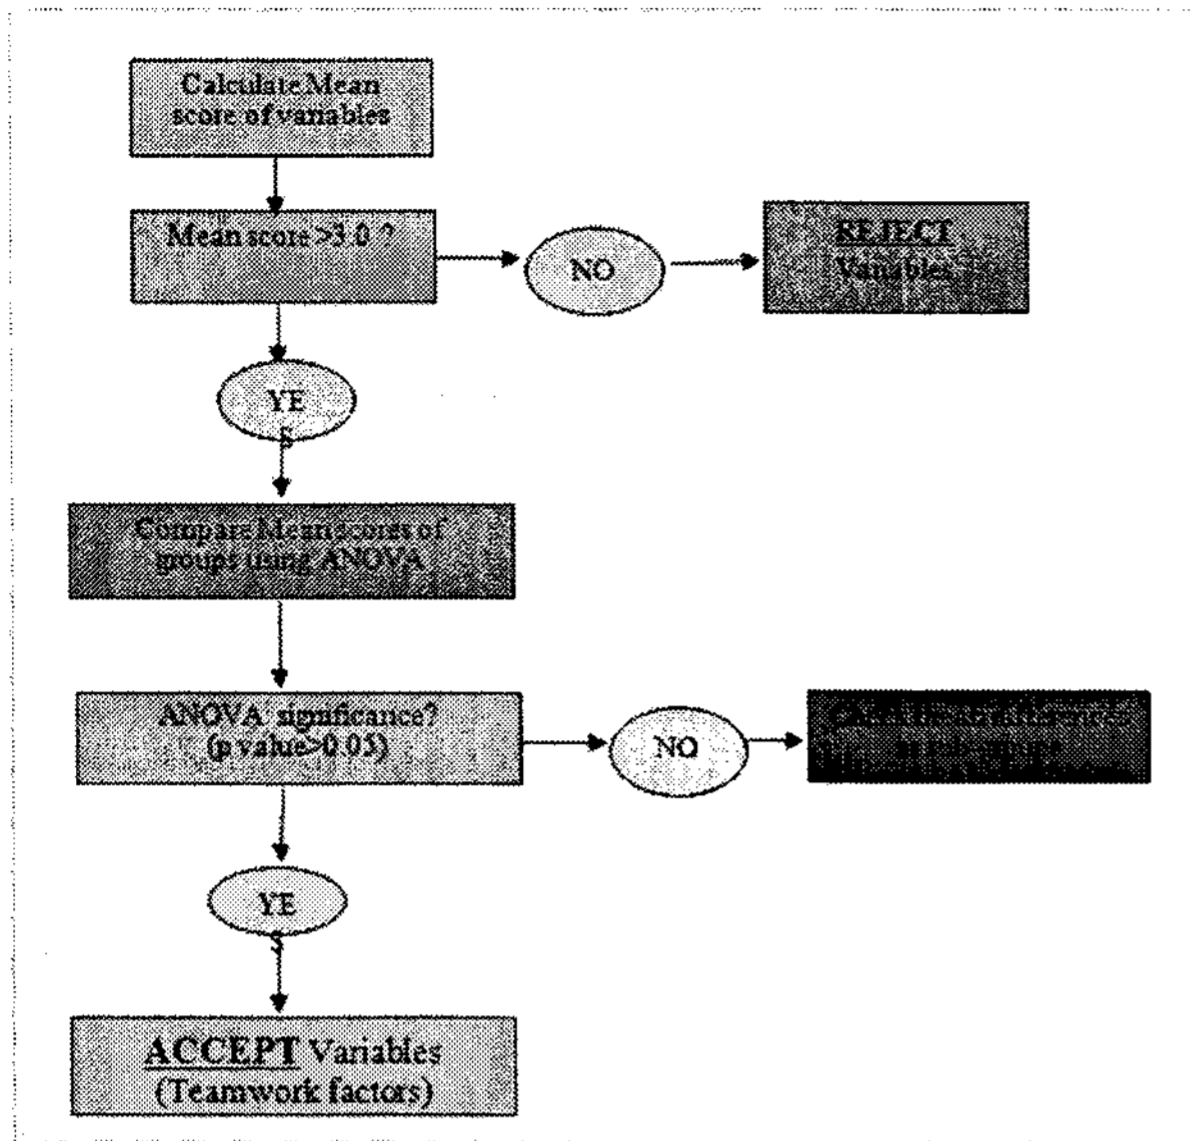 Calculate Mean
score of variables
Mean score >3.0 ?
NO
REJECT
Variables
YE
S
Compare Mean scores of
groups using ANOVA
ANOVA significance?
(p value>0.05)
NO
YE
S
ACCEPT Variables
(Teamwork factors)